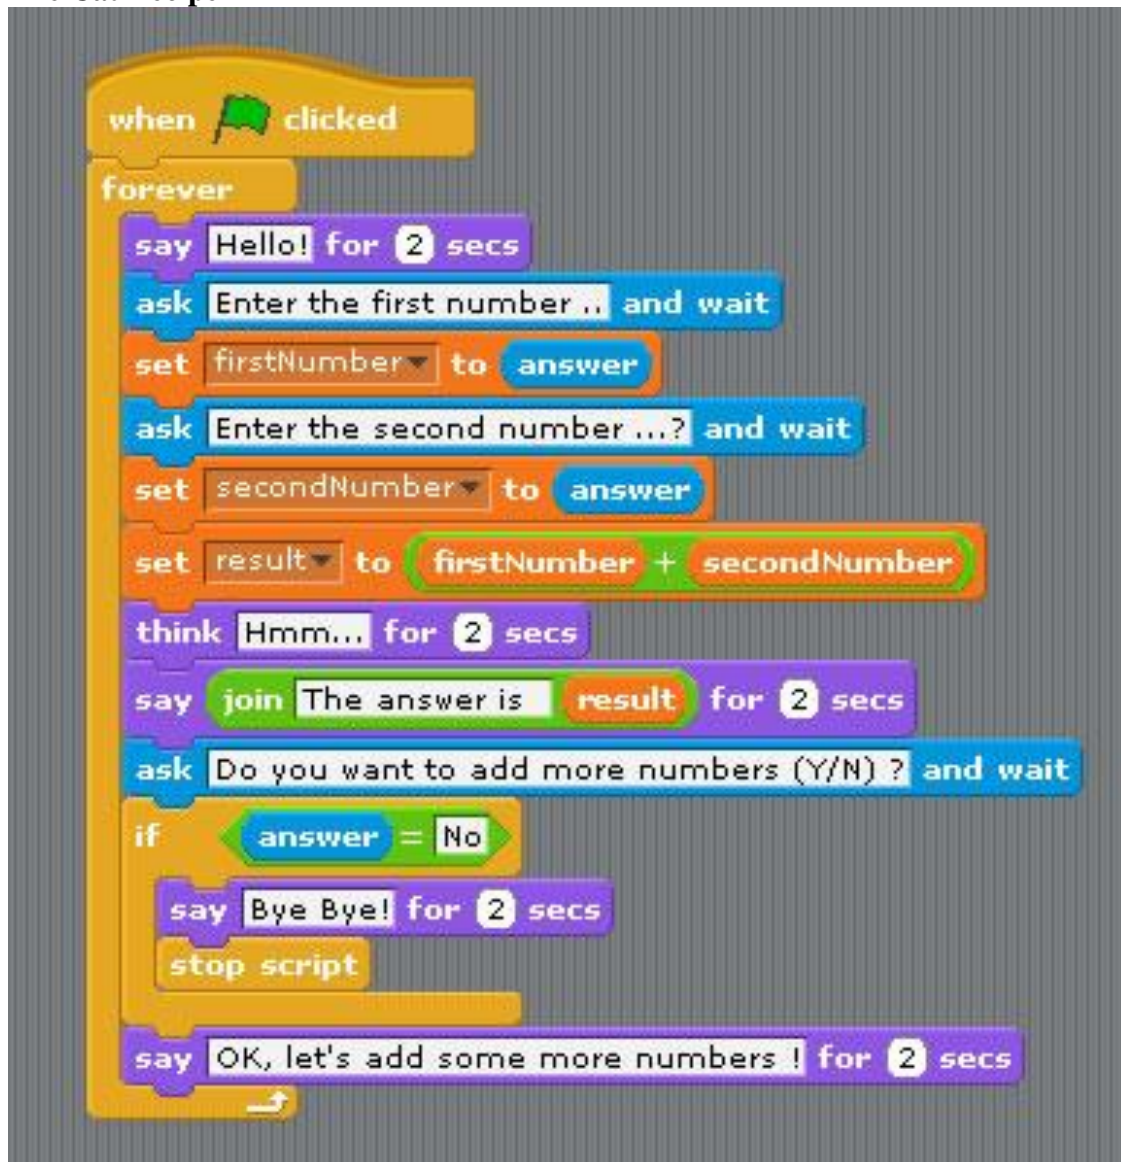 when clicked
forever
say Hello! for 2 secs
ask Enter the first number .. and wait
set firstNumber to answer
ask Enter the second number ...? and wait
set secondNumber to answer
set result to firstNumber + secondNumber
think Hmm... for 2 secs
say join The answer is result for 2 secs
ask Do you want to add more numbers (Y/N) ? and wait
if answer = No
say Bye Bye! for 2 secs
stop script
say OK, let's add some more numbers ! for 2 secs